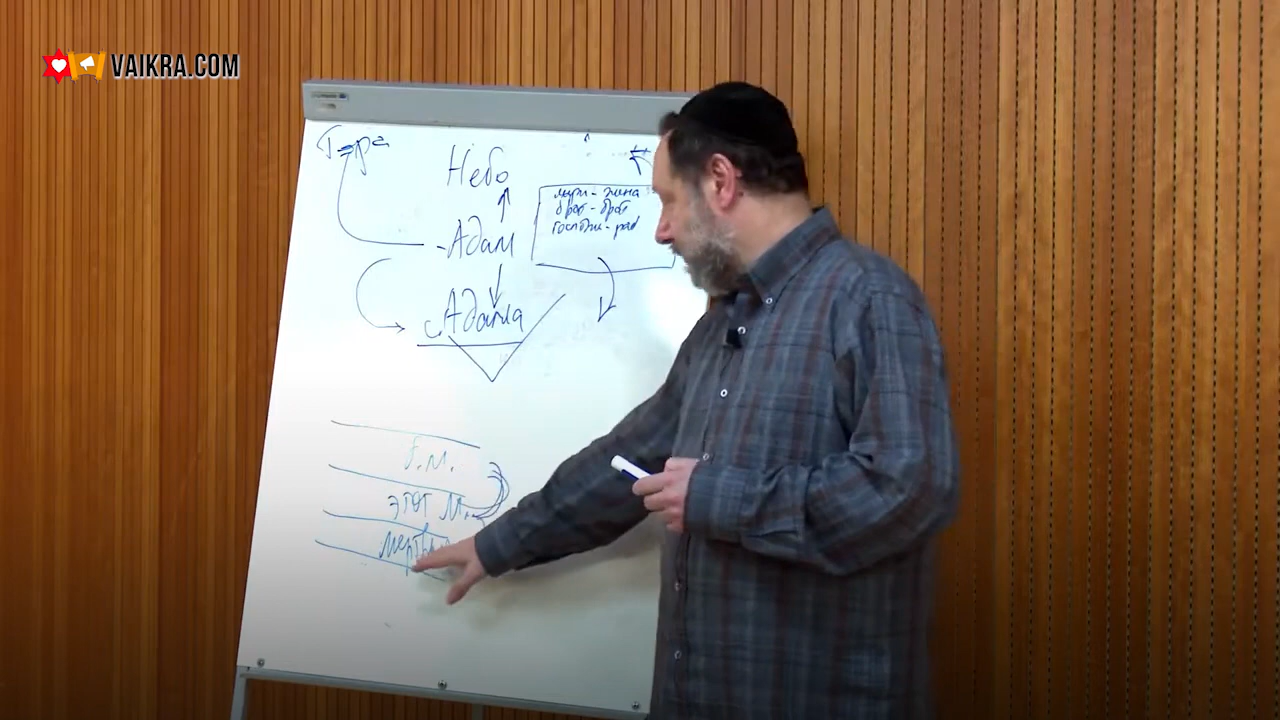 VAIKRA.COM
Тора
Небо
муж - жена
брат - брат
господин - раб
-Адам
Адама
б.м.
этот м.